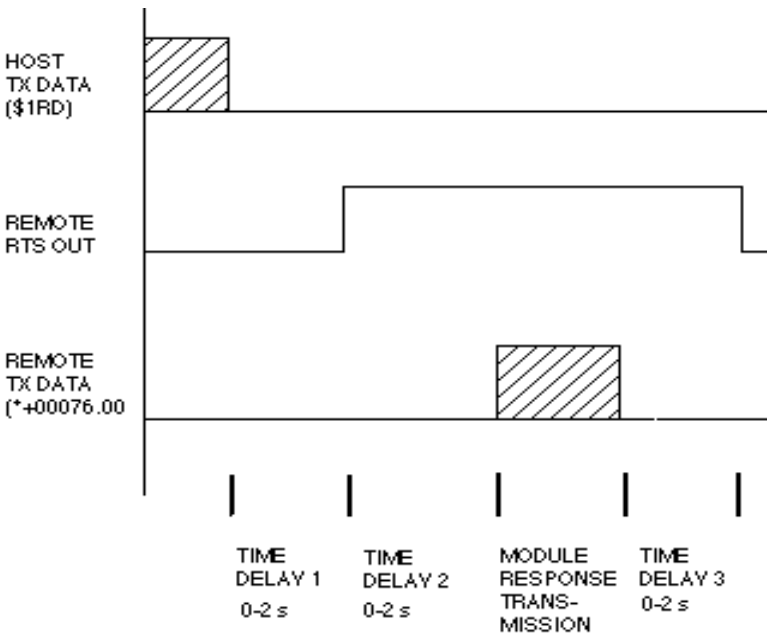 HOST
TX DATA
($1RD)
REMOTE
RTS OUT
REMOTE
TX DATA
(*+00076.00
TIME
DELAY 1
0-2 s
TIME
DELAY 2
0-2 s
MODULE
RESPONSE
TRANS-
MISSION
TIME
DELAY 3
0-2 s